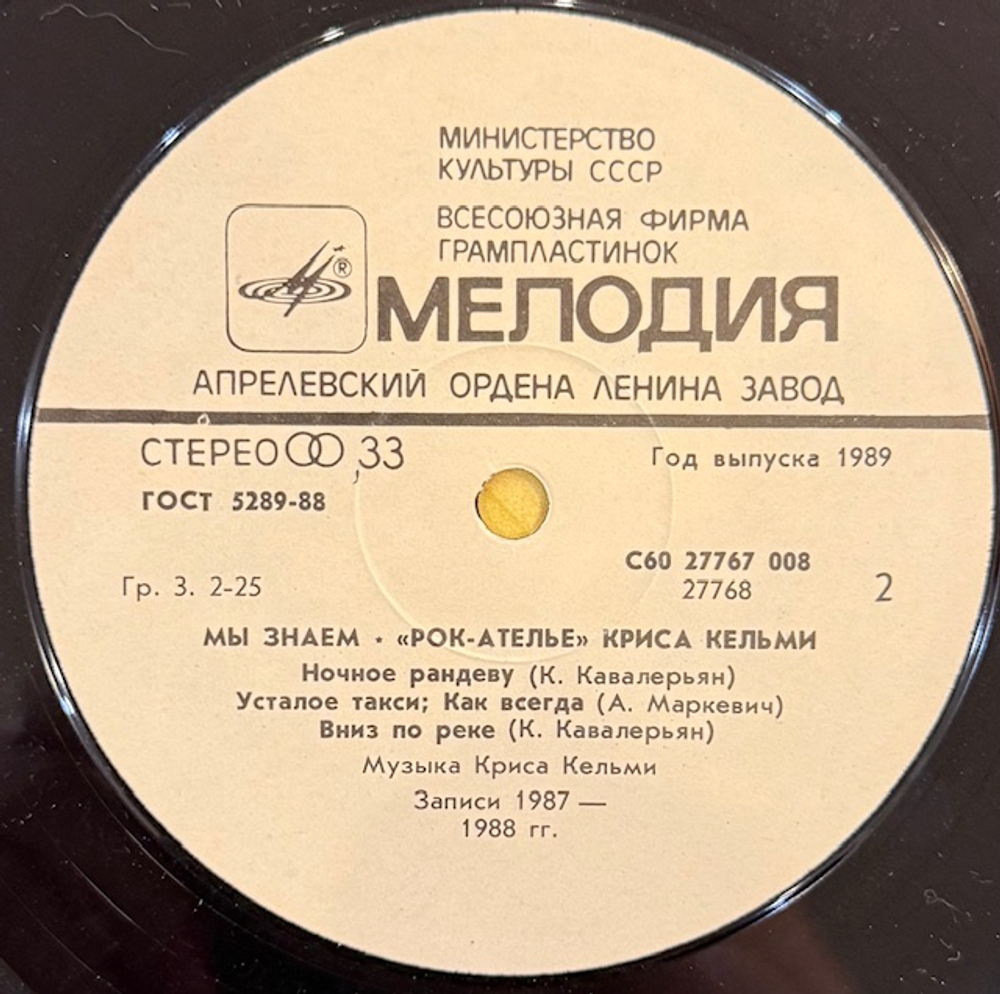 МИНИСТЕРСТВО
КУЛЬТУРЫ СССР
ВСЕСОЮЗНАЯ ФИРМА
ГРАМПЛАСТИНОК
®
МЕЛОДИЯ
АПРЕЛЕВСКИЙ ОРДЕНА ЛЕНИНА ЗАВОД
СТЕРЕО 33
Год выпуска 1989
ГОСТ 5289-88
С60 27767 008
Гр. 3. 2-25
27768
2
МЫ ЗНАЕМ • «РОК-АТЕЛЬЕ» КРИСА КЕЛЬМИ
Ночное рандеву (К. Кавалерьян)
Усталое такси; Как всегда (А. Маркевич)
Вниз по реке (К. Кавалерьян)
Музыка Криса Кельми
Записи 1987 —
1988 гг.